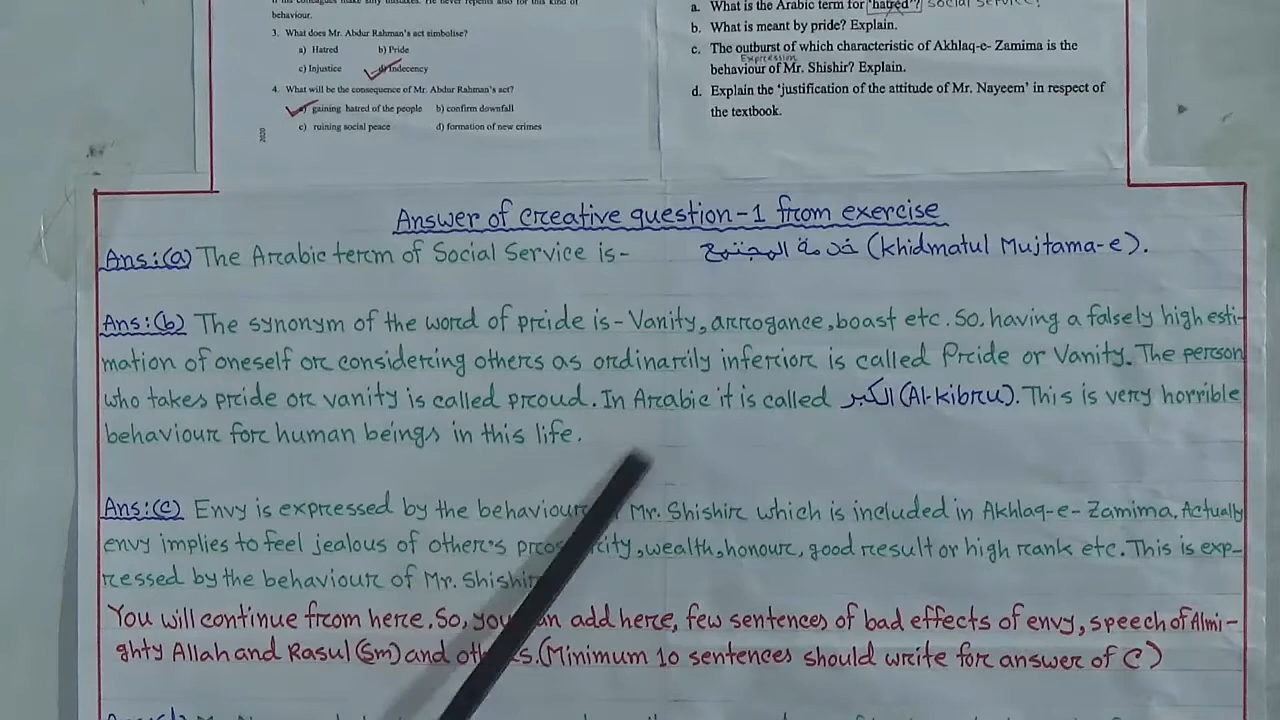 behaviour.
3. What does Mr. Abdur Rahman's act simbolise?
a) Hatred b) Pride
c) Injustice d) Indecency
4. What will be the consequence of Mr. Abdur Rahman's act?
a) gaining hatred of the people b) confirm downfall
c) ruining social peace d) formation of new crimes
2020
a. What is the Arabic term for 'hatred'? Social Service?
b. What is meant by pride? Explain.
c. The outburst of which characteristic of Akhlaq-e- Zamima is the
Expression
behaviour of Mr. Shishir? Explain.
d. Explain the 'justification of the attitude of Mr. Nayeem' in respect of
the textbook.
Answer of creative question-1 from exercise
Ans:(a) The Arabic term of Social Service is- خدمة المجتمع (khidmatul Mujtama-e).
Ans:(b) The synonym of the word of pride is- Vanity, arrogance, boast etc. So. having a falsely high esti-
mation of oneself or considering others as ordinarily inferior is called Pride or Vanity. The person
who takes pride or vanity is called proud. In Arabic it is called الكبر (Al-kibru). This is very horrible
behaviour for human beings in this life.
Ans:(c) Envy is expressed by the behaviour Mr. Shishir which is included in Akhlaq-e- Zamima. Actually
envy implies to feel jealous of other's prosperity, wealth, honour, good result or high rank etc. This is exp-
ressed by the behaviour of Mr. Shishir
You will continue from here. So, you can add here, few sentences of bad effects of envy, speech of Almi-
ghty Allah and Rasul (Sm) and others. (Minimum 10 sentences should write for answer of C)